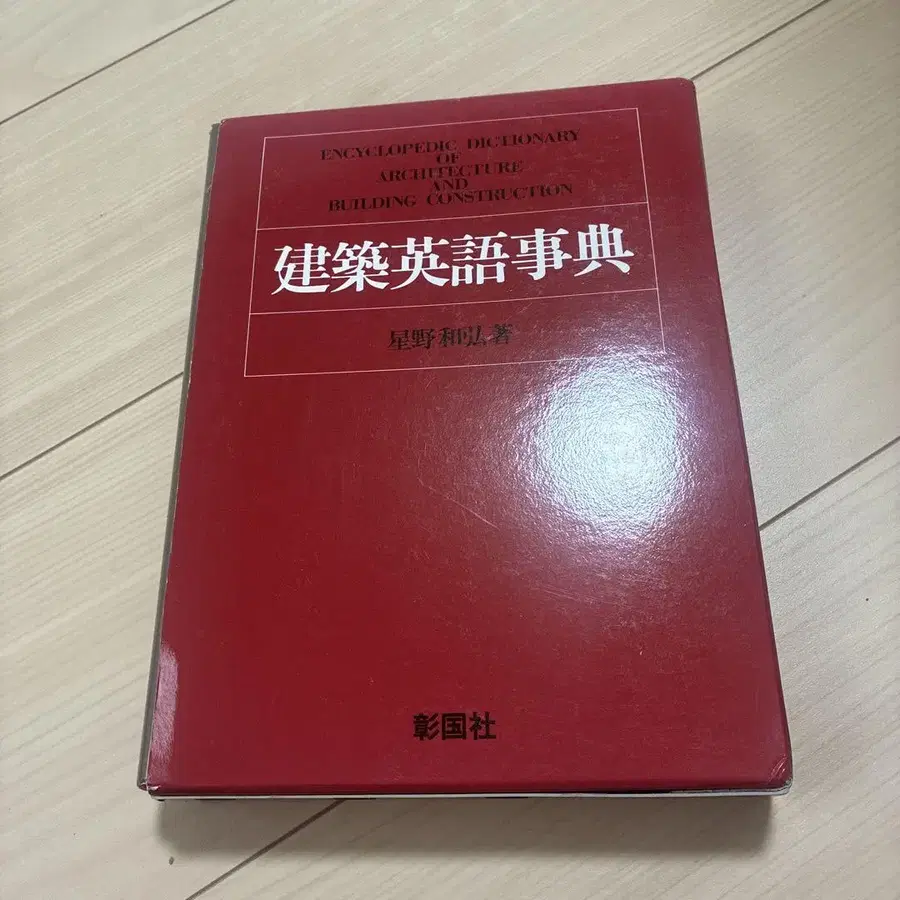 ENCYCLOPEDIC DICTIONARY
OF
ARCHITECTURE
AND
BUILDING CONSTRUCTION
建築英語事典
星野和弘著
彰国社